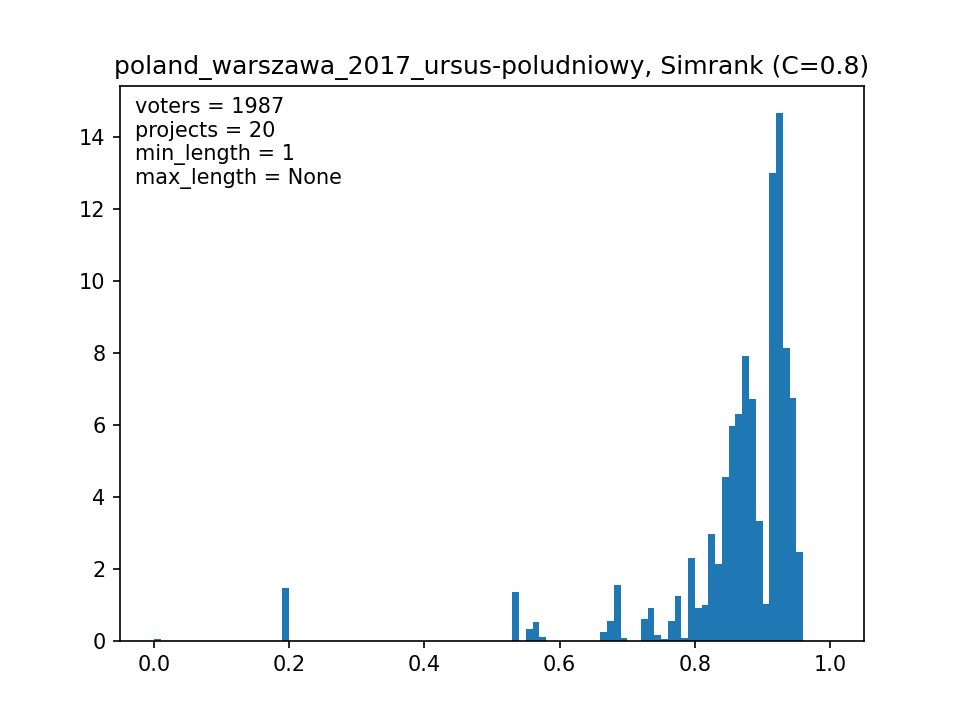 poland_warszawa_2017_ursus-poludniowy, Simrank (C=0.8)
voters = 1987
projects = 20
min_length = 1
max_length = None
14
12
10
8
6
4
2
0
0.0 0.2 0.4 0.6 0.8 1.0